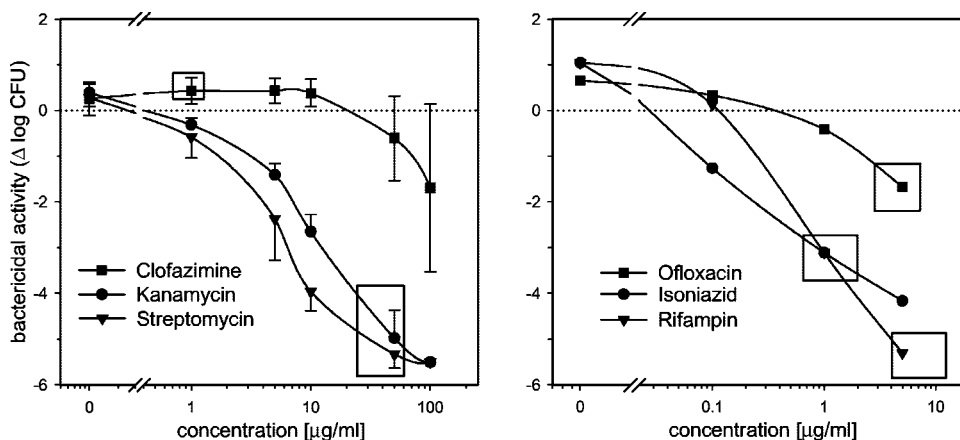 bactericidal activity (Δ log CFU)
2
0
-2
-4
-6
Clofazimine
Kanamycin
Streptomycin
0
1
10
100
concentration [µg/ml]
2
0
-2
-4
-6
Ofloxacin
Isoniazid
Rifampin
0
0.1
1
10
concentration [µg/ml]